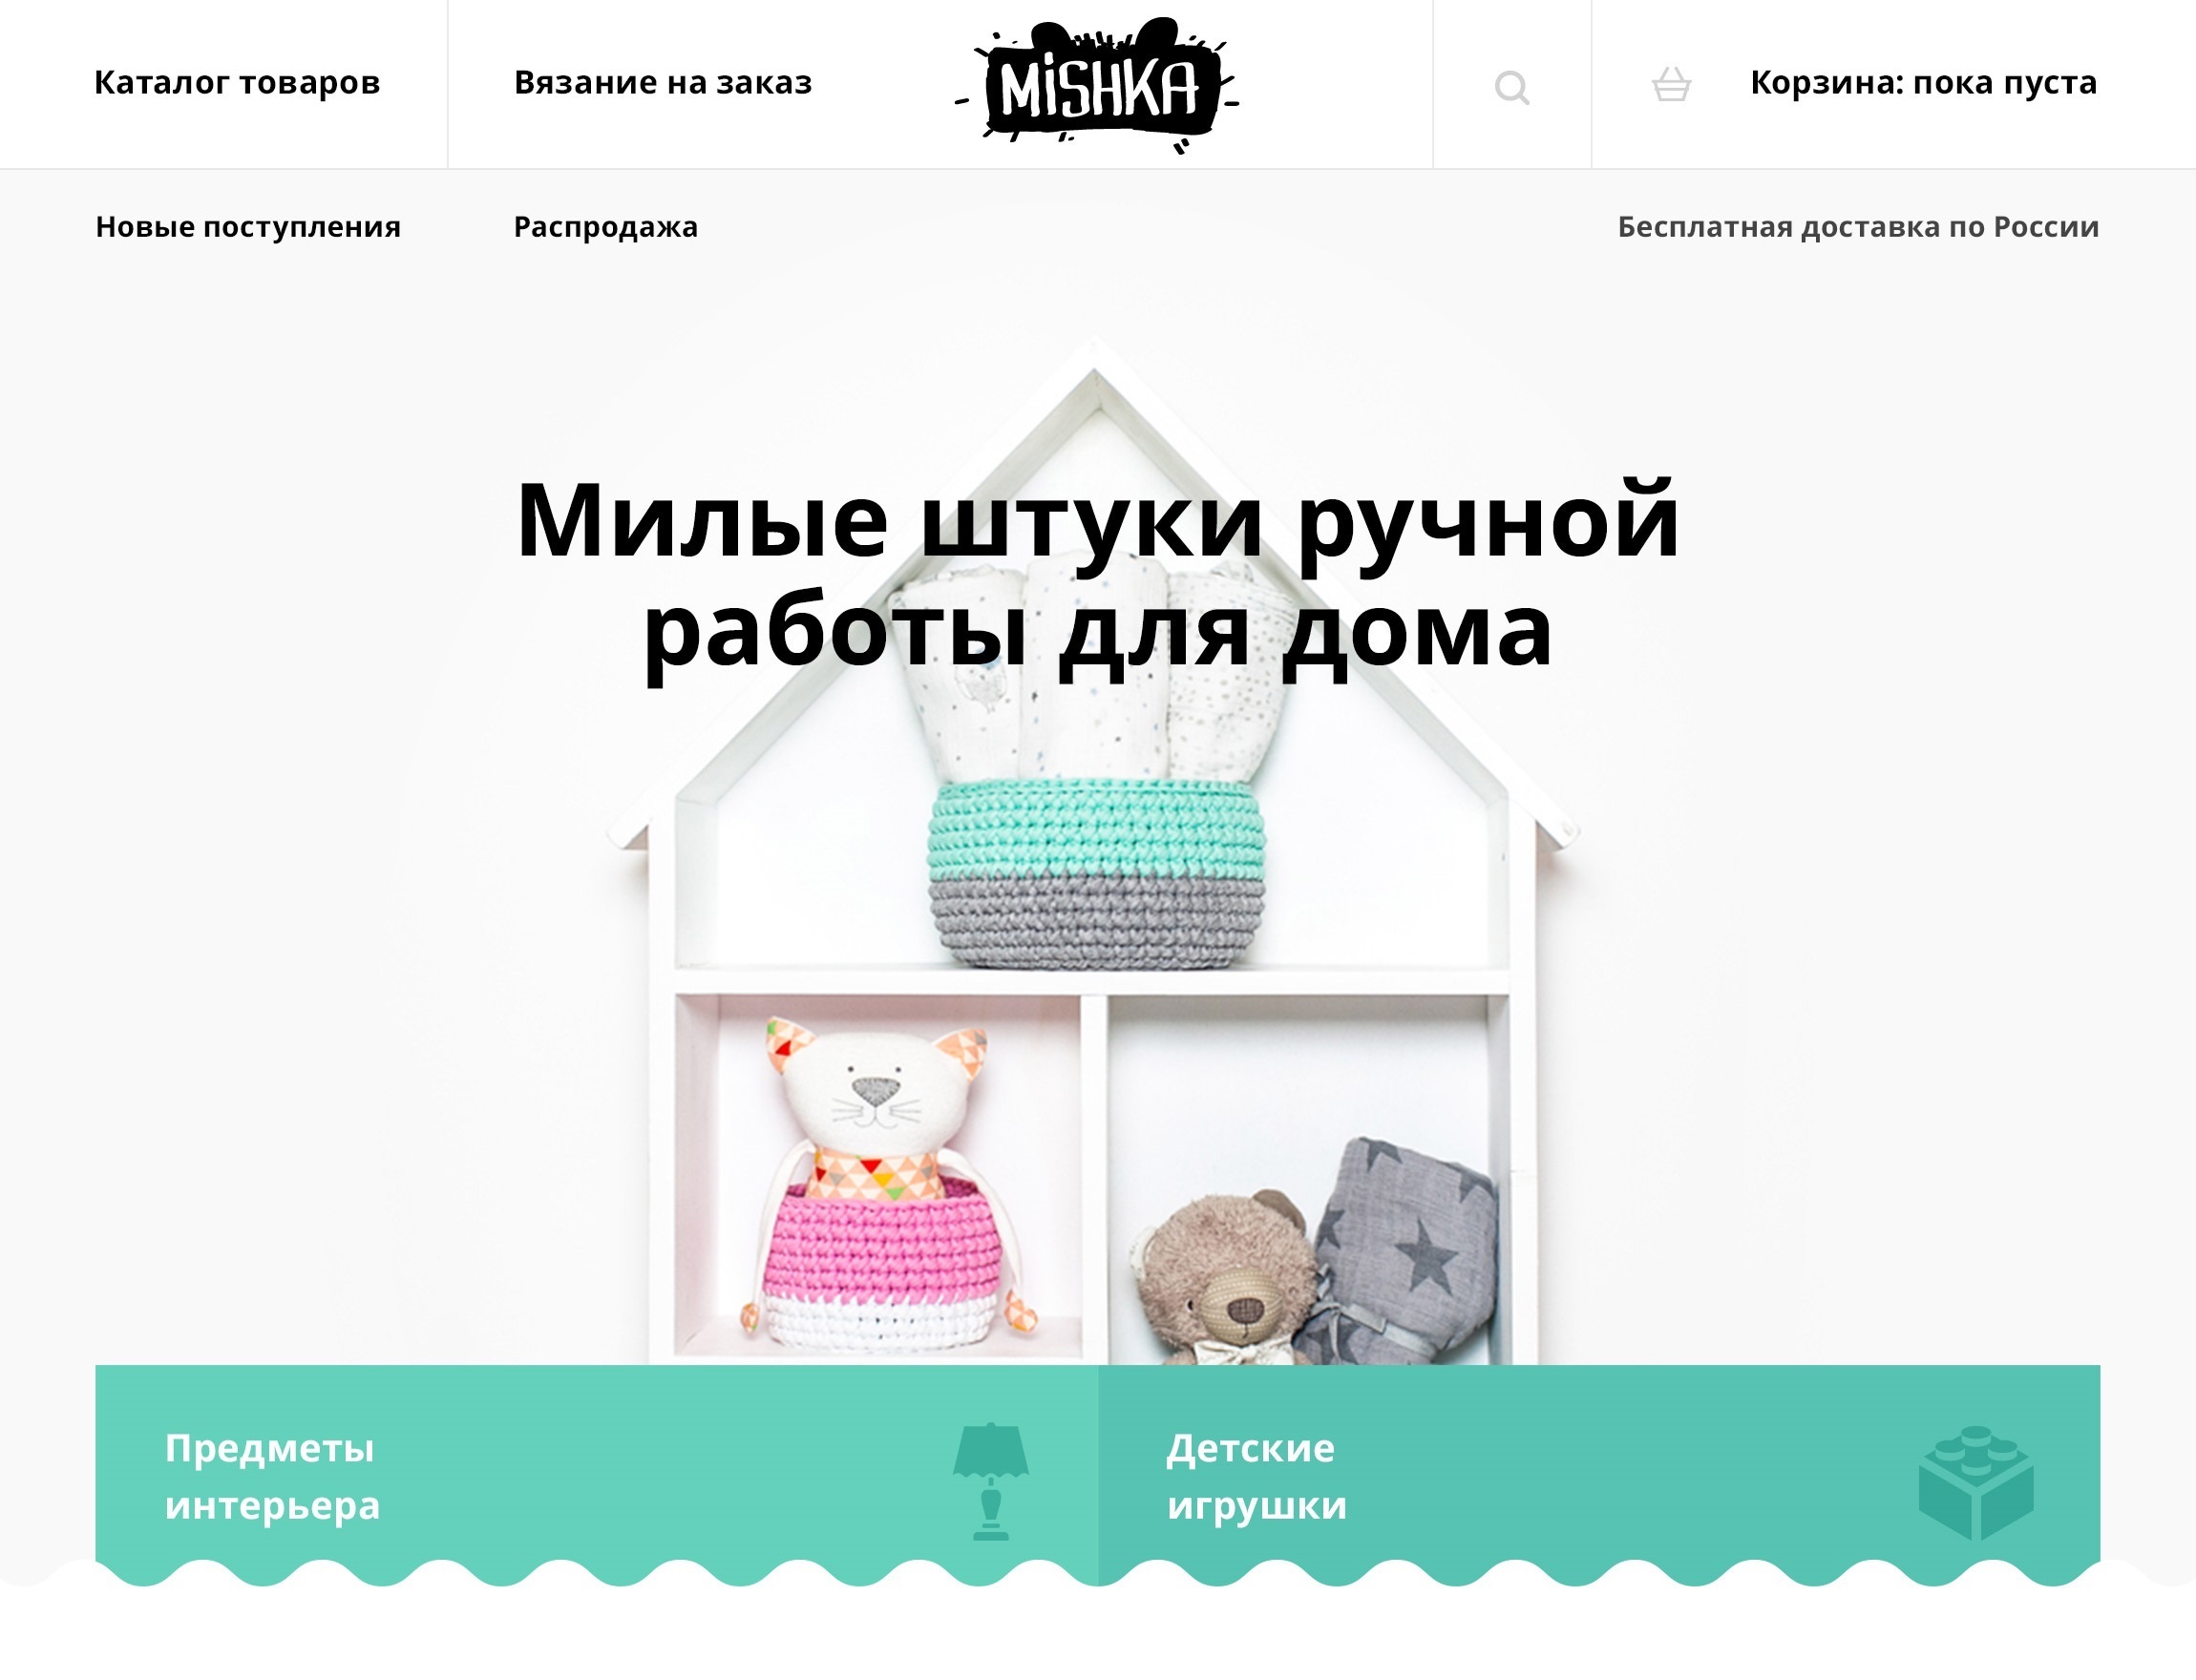 Каталог товаров
Вязание на заказ
MiSHKA
Корзина: пока пуста
Новые поступления
Распродажа
Бесплатная доставка по России
Милые штуки ручной
работы для дома
Предметы
интерьера
Детские
игрушки